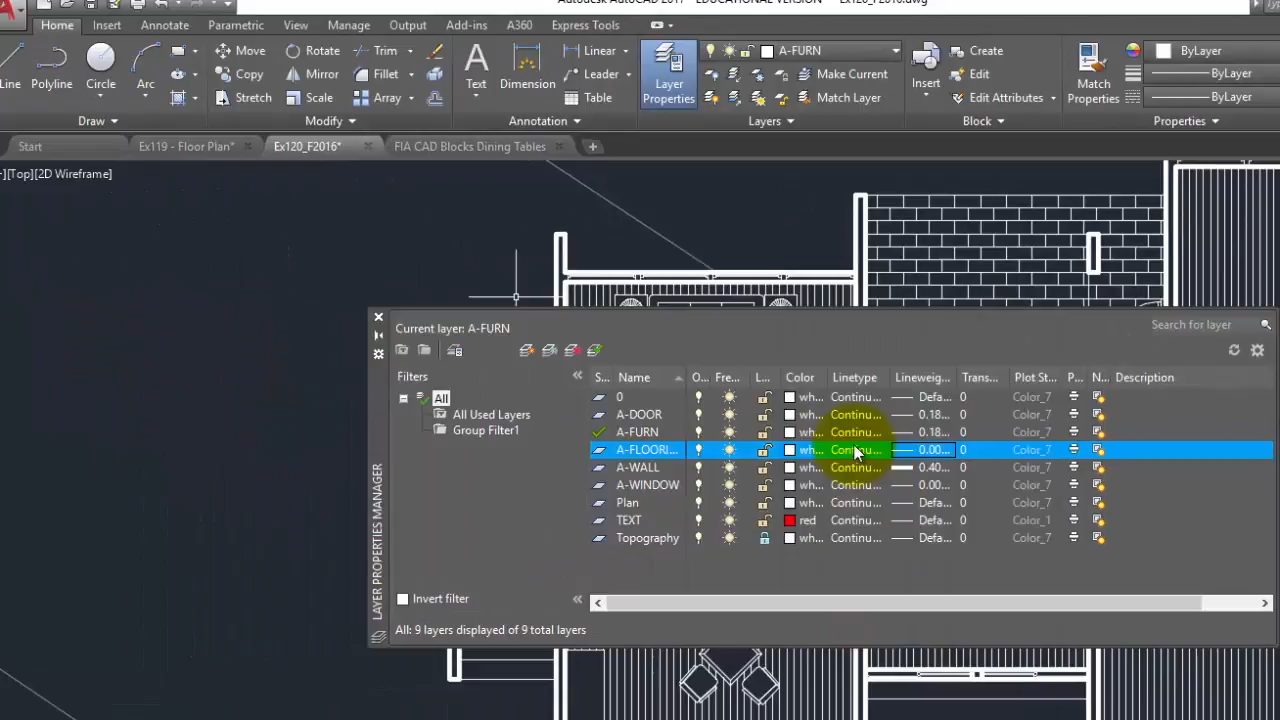 Autodesk AutoCAD 2017 - EDUCATIONAL VERSION Ex120_F2016.dwg
Home Insert Annotate Parametric View Manage Output Add-ins A360 Express Tools
Line Polyline Circle Arc
Move Rotate Trim
Copy Mirror Fillet
Stretch Scale Array
Text Dimension
Linear
Leader
Table
Layer Properties
A-FURN
Make Current
Match Layer
Insert
Create
Edit
Edit Attributes
Match Properties
ByLayer
ByLayer
ByLayer
Draw Modify Annotation Layers Block Properties
Start Ex119 - Floor Plan* Ex120_F2016* FIA CAD Blocks Dining Tables
][Top][2D Wireframe]
Current layer: A-FURN
Search for layer
Filters
All
All Used Layers
Group Filter1
Invert filter
S... Name O... Fre... L... Color Linetype Lineweig... Trans... Plot St... P... N... Description
0 wh... Continu... Defa... 0 Color_7
A-DOOR wh... Continu... 0.18... 0 Color_7
A-FURN wh... Continu... 0.18... 0 Color_7
A-FLOORI... wh... Continu... 0.00... 0 Color_7
A-WALL wh... Continu... 0.40... 0 Color_7
A-WINDOW wh... Continu... 0.00... 0 Color_7
Plan wh... Continu... Defa... 0 Color_7
TEXT red Continu... Defa... 0 Color_1
Topography wh... Continu... Defa... 0 Color_7
All: 9 layers displayed of 9 total layers
LAYER PROPERTIES MANAGER